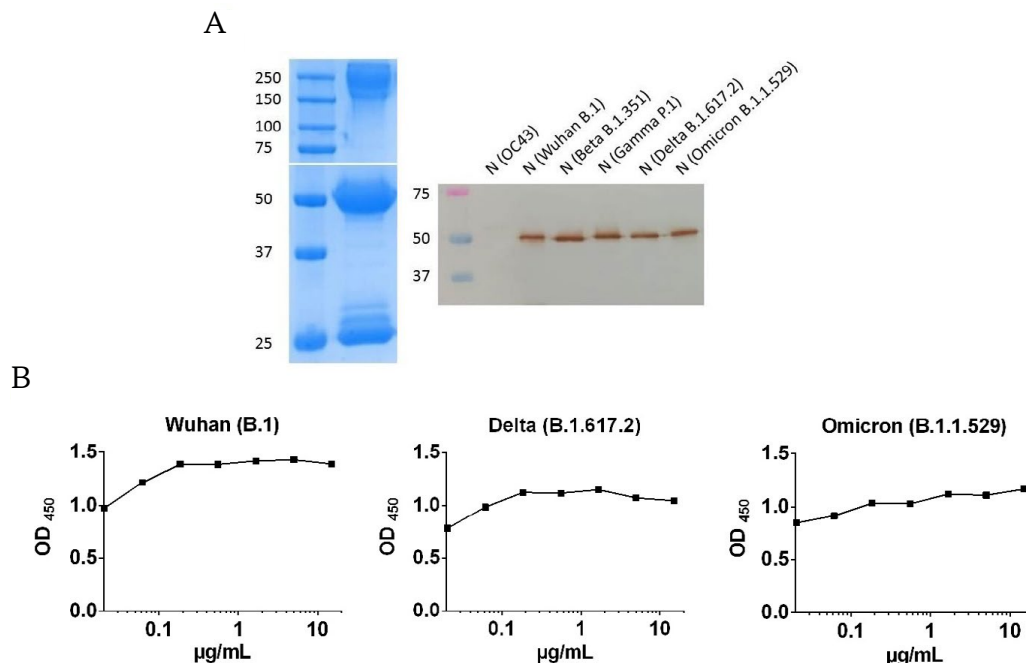 A
250
150
100
75
50
37
25
N (OC43)
N (Wuhan B.1)
N (Beta B.1.351)
N (Gamma P.1)
N (Delta B.1.617.2)
N (Omicron B.1.1.529)
75
50
37
B
Wuhan (B.1)
1.5
1.0
0.5
0.0
OD 450
0.1 1 10
µg/mL
Delta (B.1.617.2)
1.5
1.0
0.5
0.0
OD 450
0.1 1 10
µg/mL
Omicron (B.1.1.529)
1.5
1.0
0.5
0.0
OD 450
0.1 1 10
µg/mL